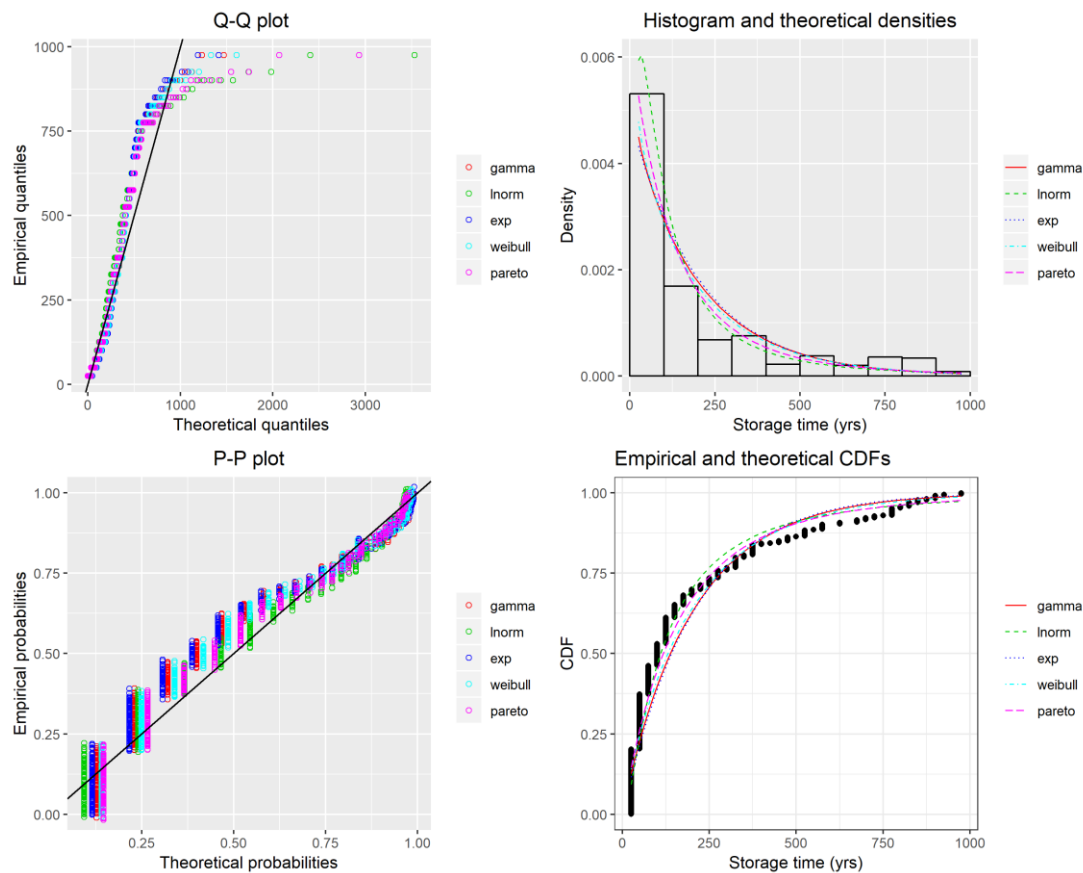 Q-Q plot
Empirical quantiles
1000
750
500
250
0
0
1000
2000
3000
Theoretical quantiles
gamma
lnorm
exp
weibull
pareto
Histogram and theoretical densities
Density
0.006
0.004
0.002
0.000
0
250
500
750
1000
Storage time (yrs)
gamma
lnorm
exp
weibull
pareto
P-P plot
Empirical probabilities
1.00
0.75
0.50
0.25
0.00
0.25
0.50
0.75
1.00
Theoretical probabilities
gamma
lnorm
exp
weibull
pareto
Empirical and theoretical CDFs
CDF
1.00
0.75
0.50
0.25
0.00
0
250
500
750
1000
Storage time (yrs)
gamma
lnorm
exp
weibull
pareto